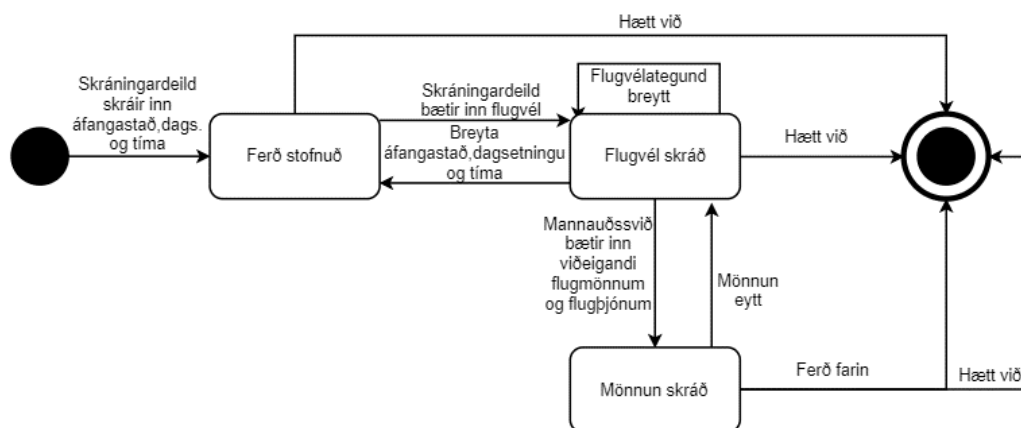 Hætt við
Skráningardeild
skráir inn
áfangastað,dags.
og tíma
Ferð stofnuð
Skráningardeild
bætir inn flugvél
Breyta
áfangastað,dagsetningu
og tíma
Flugvélategund
breytt
Flugvél skráð
Hætt við
Mannauðssvið
bætir inn
viðeigandi
flugmönnum
og flugþjónum
Mönnun
eytt
Mönnun skráð
Ferð farin
Hætt við